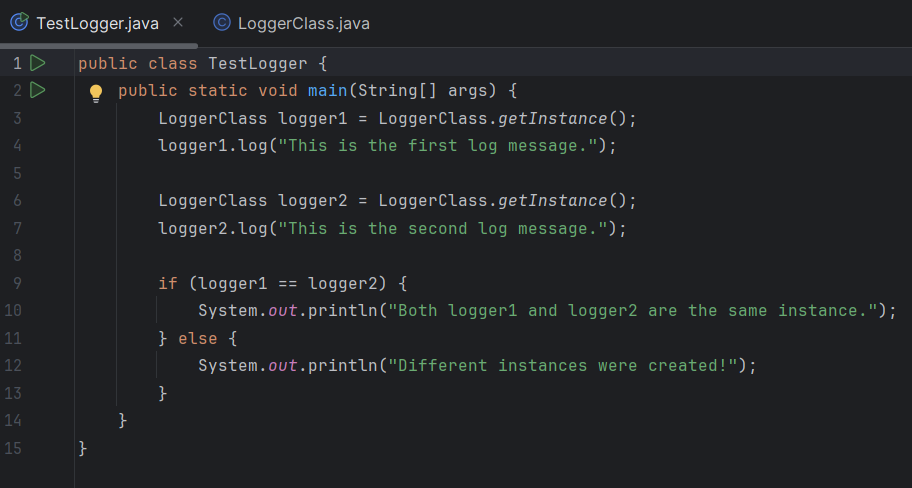 TestLogger.java LoggerClass.java
1 public class TestLogger {
2 public static void main(String[] args) {
3 LoggerClass logger1 = LoggerClass.getInstance();
4 logger1.log("This is the first log message.");
5
6 LoggerClass logger2 = LoggerClass.getInstance();
7 logger2.log("This is the second log message.");
8
9 if (logger1 == logger2) {
10 System.out.println("Both logger1 and logger2 are the same instance.");
11 } else {
12 System.out.println("Different instances were created!");
13 }
14 }
15 }